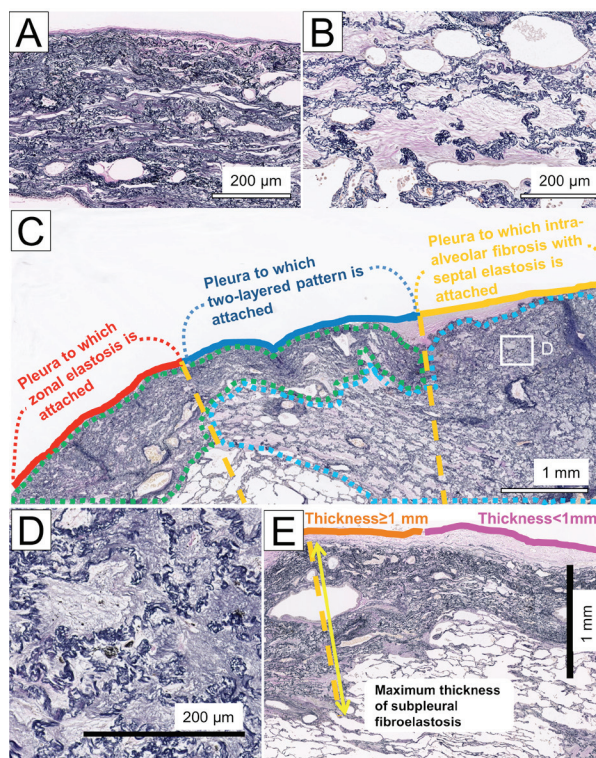 A
200 μm
B
200 μm
C
Pleura to which
zonal elastosis is
attached
Pleura to which
two-layered pattern is
attached
Pleura to which intra-
alveolar fibrosis with
septal elastosis is
attached
D
1 mm
D
200 μm
E
Thickness≥1 mm
Thickness<1mm
1 mm
Maximum thickness
of subpleural
fibroelastosis